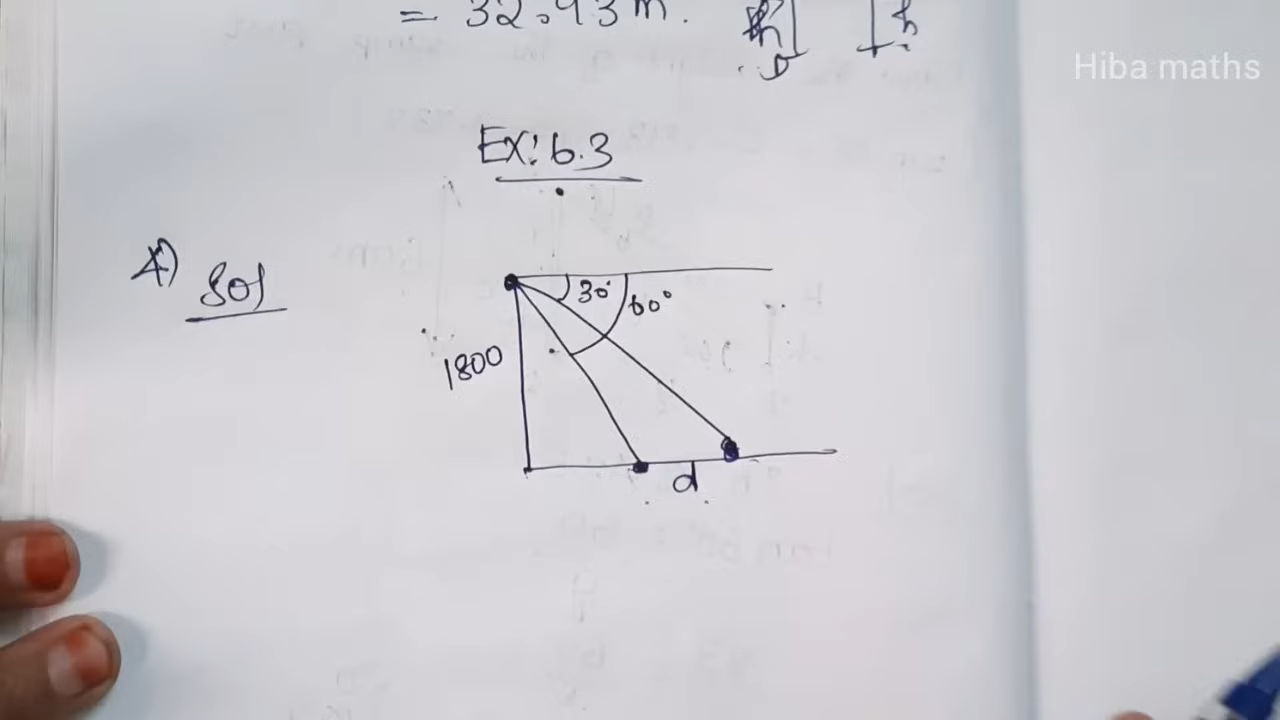 = 32.93 m.
Hiba maths
Ex: 6.3
4) Sol
30°
60°
1800
d